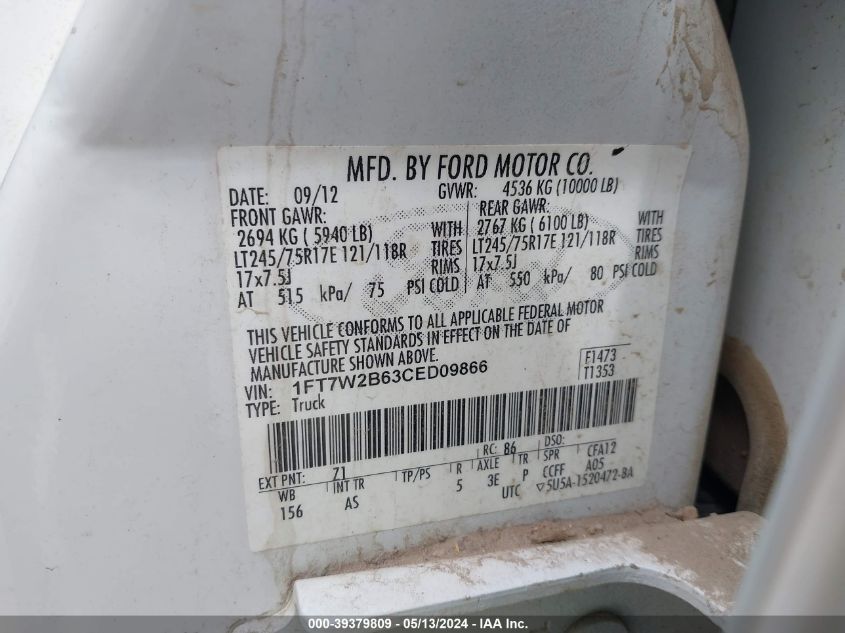 MFD. BY FORD MOTOR CO.
DATE: 09/12 GVWR: 4536 KG (10000 LB)
FRONT GAWR: REAR GAWR:
2694 KG ( 5940 LB) WITH 2767 KG ( 6100 LB) WITH
LT245/75R17E 121/118R TIRES LT245/75R17E 121/118R TIRES
17x7.5J RIMS 17x7.5J RIMS
AT 515 kPa/ 75 PSI COLD AT 550 kPa/ 80 PSI COLD
THIS VEHICLE CONFORMS TO ALL APPLICABLE FEDERAL MOTOR
VEHICLE SAFETY STANDARDS IN EFFECT ON THE DATE OF
MANUFACTURE SHOWN ABOVE.
VIN: 1FT7W2B63CED09866 F1473
TYPE: Truck T1353
EXT PNT: Z1 RC: 86 DSO:
WB INT TR TP/PS R AXLE TR SPR CFA12
156 AS 5 3E P CCFF A05
UTC ▽5U5A-1520472-BA
000-39379809 - 05/13/2024 - IAA Inc.